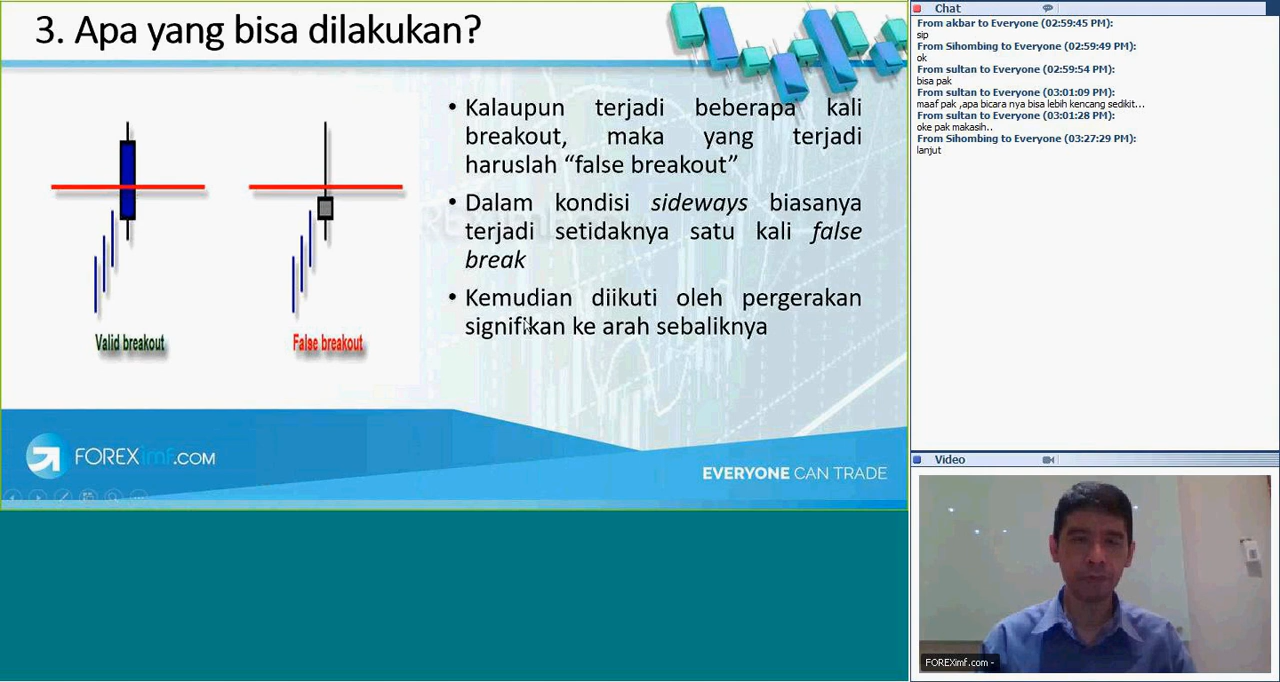 3. Apa yang bisa dilakukan?
Valid breakout
False breakout
• Kalaupun terjadi beberapa kali
breakout, maka yang terjadi
haruslah “false breakout”
• Dalam kondisi sideways biasanya
terjadi setidaknya satu kali false
break
• Kemudian diikuti oleh pergerakan
signifikan ke arah sebaliknya
FOREXimf.COM
EVERYONE CAN TRADE
Chat
From akbar to Everyone (02:59:45 PM):
sip
From Sihombing to Everyone (02:59:49 PM):
ok
From sultan to Everyone (02:59:54 PM):
bisa pak
From sultan to Everyone (03:01:09 PM):
maaf pak ,apa bicara nya bisa lebih kencang sedikit...
From sultan to Everyone (03:01:28 PM):
oke pak makasih..
From Sihombing to Everyone (03:27:29 PM):
lanjut
Video
FOREXimf.com -